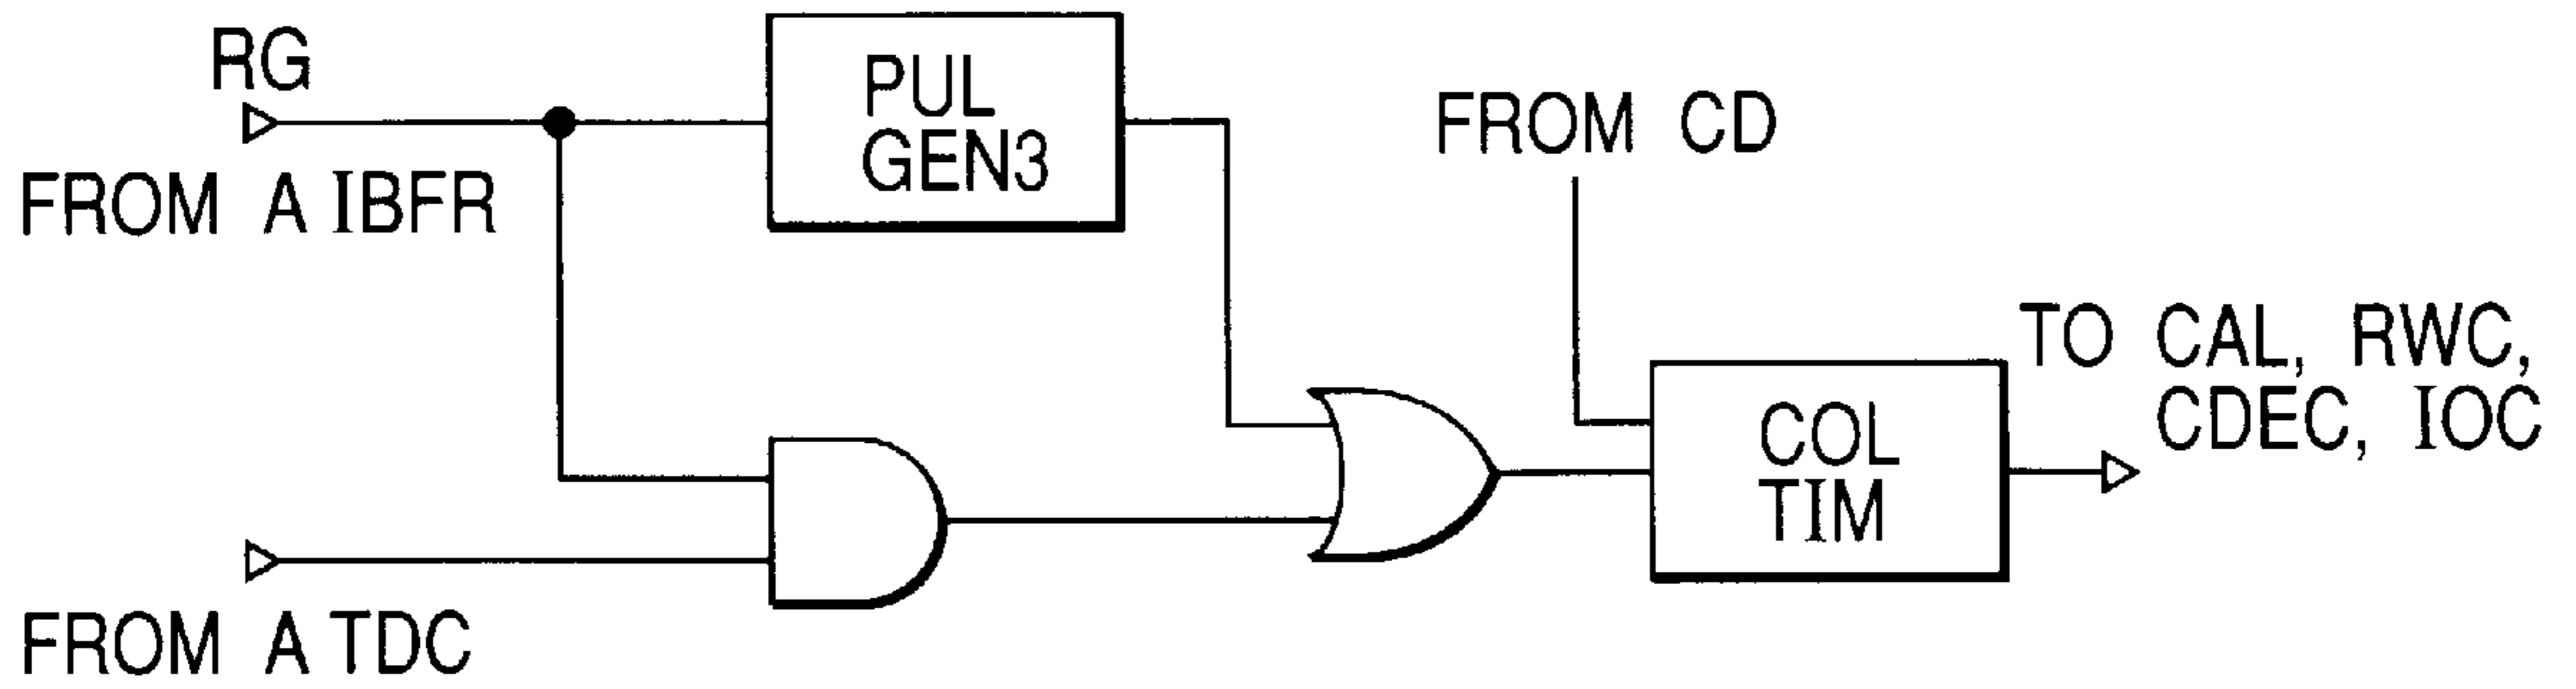 RG
FROM A IBFR
PUL
GEN3
FROM CD
TO CAL, RWC,
CDEC, IOC
COL
TIM
FROM A TDC